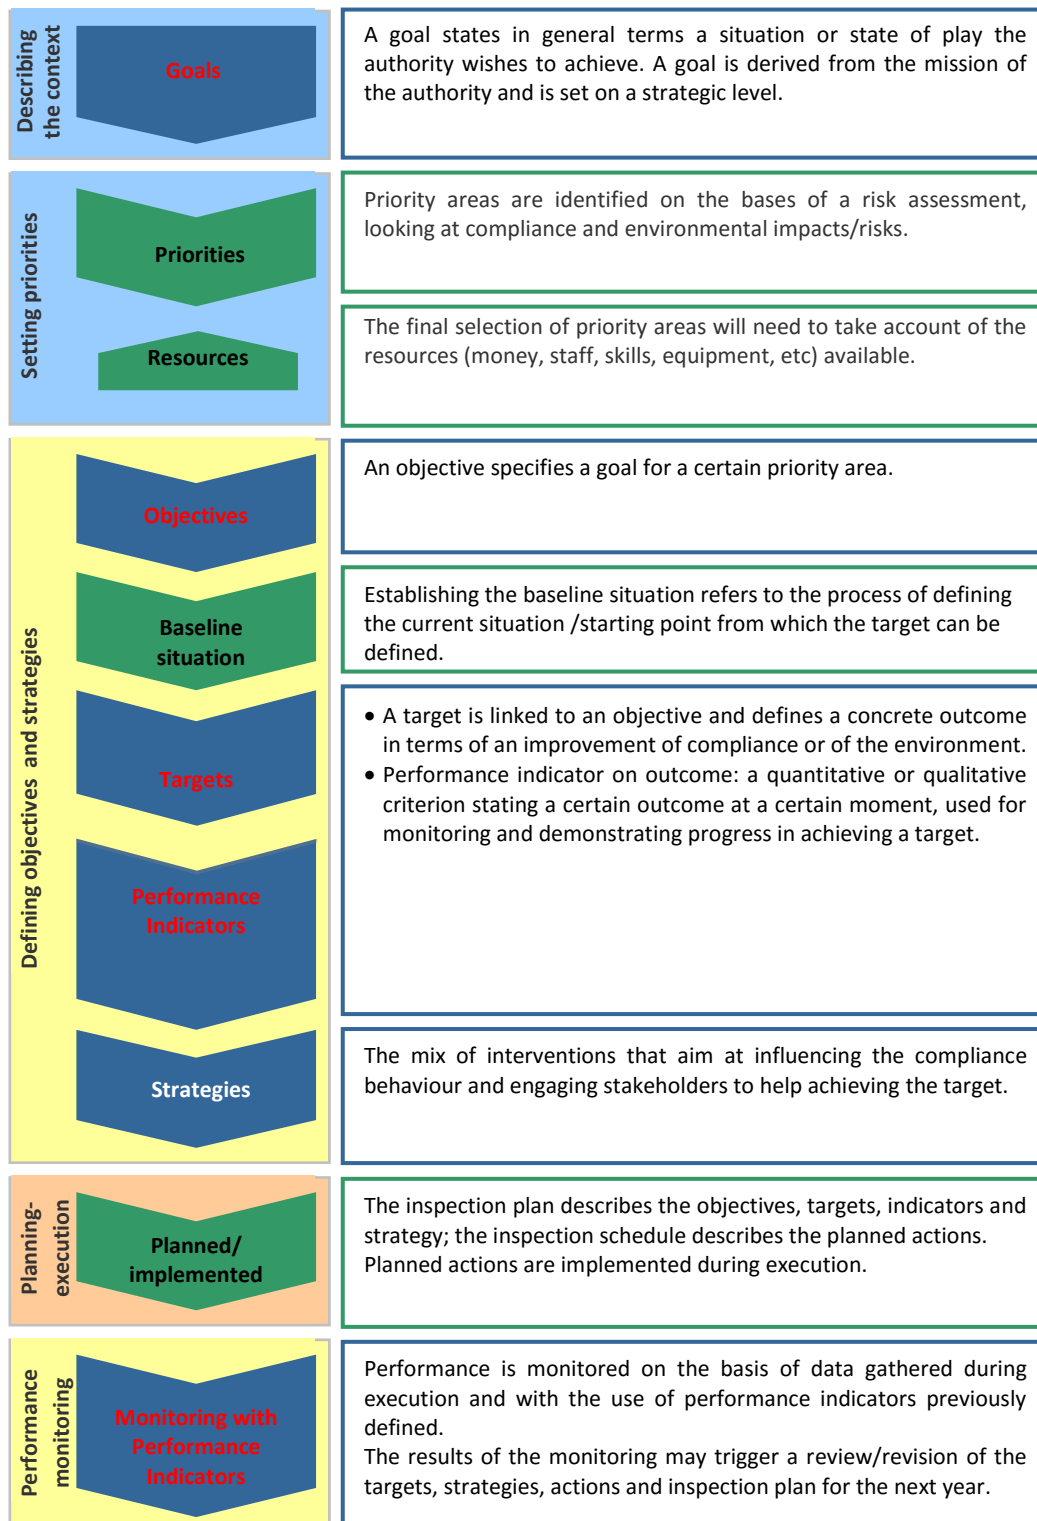 Describing
the context
Goals
A goal states in general terms a situation or state of play the
authority wishes to achieve. A goal is derived from the mission of
the authority and is set on a strategic level.
Setting priorities
Priorities
Priority areas are identified on the bases of a risk assessment,
looking at compliance and environmental impacts/risks.
Resources
The final selection of priority areas will need to take account of the
resources (money, staff, skills, equipment, etc) available.
Defining objectives and strategies
Objectives
An objective specifies a goal for a certain priority area.
Baseline
situation
Establishing the baseline situation refers to the process of defining
the current situation /starting point from which the target can be
defined.
Targets
• A target is linked to an objective and defines a concrete outcome
in terms of an improvement of compliance or of the environment.
• Performance indicator on outcome: a quantitative or qualitative
criterion stating a certain outcome at a certain moment, used for
monitoring and demonstrating progress in achieving a target.
Performance
Indicators
Strategies
The mix of interventions that aim at influencing the compliance
behaviour and engaging stakeholders to help achieving the target.
Planning-
execution
Planned/
implemented
The inspection plan describes the objectives, targets, indicators and
strategy; the inspection schedule describes the planned actions.
Planned actions are implemented during execution.
Performance
monitoring
Monitoring with
Performance
Indicators
Performance is monitored on the basis of data gathered during
execution and with the use of performance indicators previously
defined.
The results of the monitoring may trigger a review/revision of the
targets, strategies, actions and inspection plan for the next year.